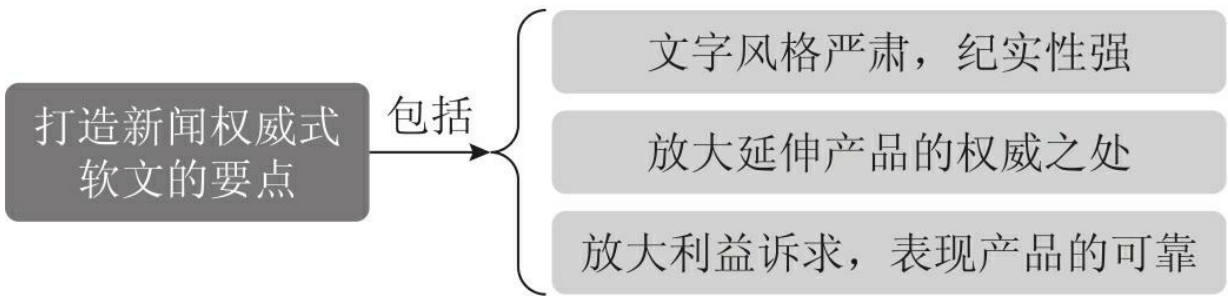 打造新闻权威式
软文的要点
包括
文字风格严肃，纪实性强
放大延伸产品的权威之处
放大利益诉求，表现产品的可靠